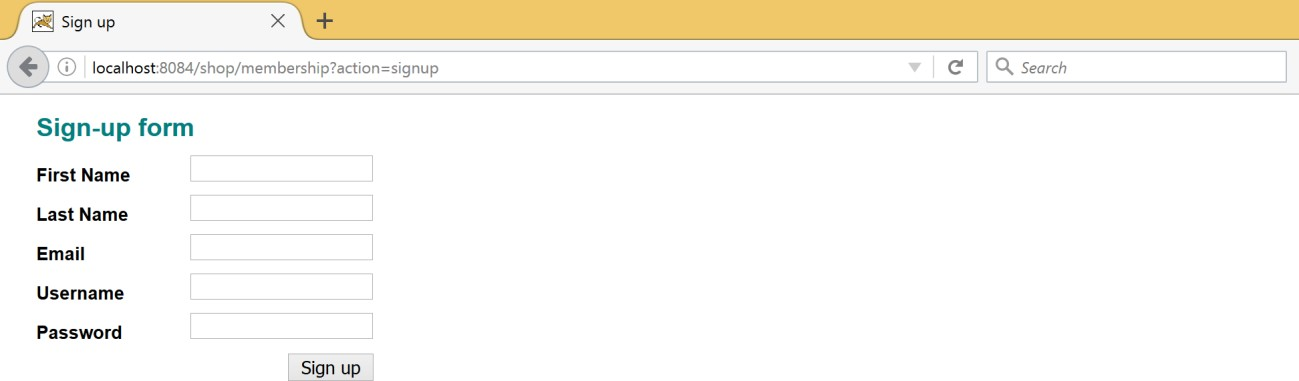 Sign up
localhost:8084/shop/membership?action=signup
Search
Sign-up form
First Name
Last Name
Email
Username
Password
Sign up